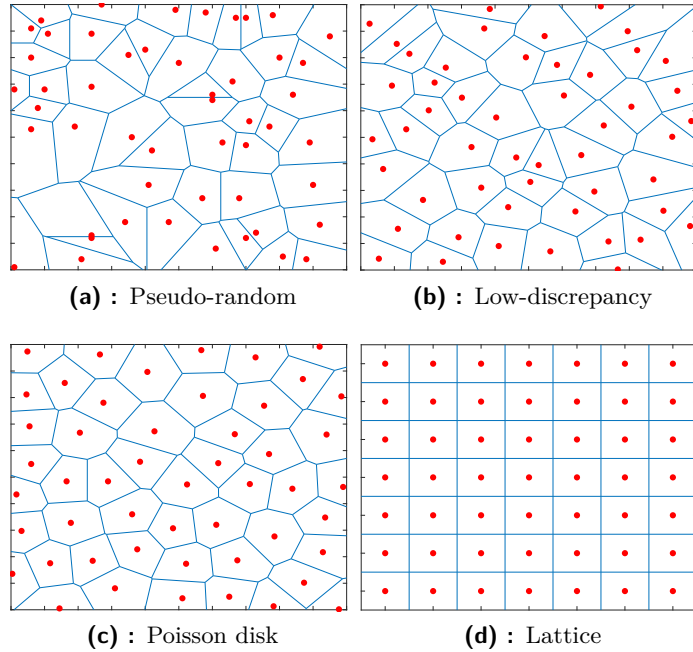 (a) : Pseudo-random
(b) : Low-discrepancy
(c) : Poisson disk
(d) : Lattice